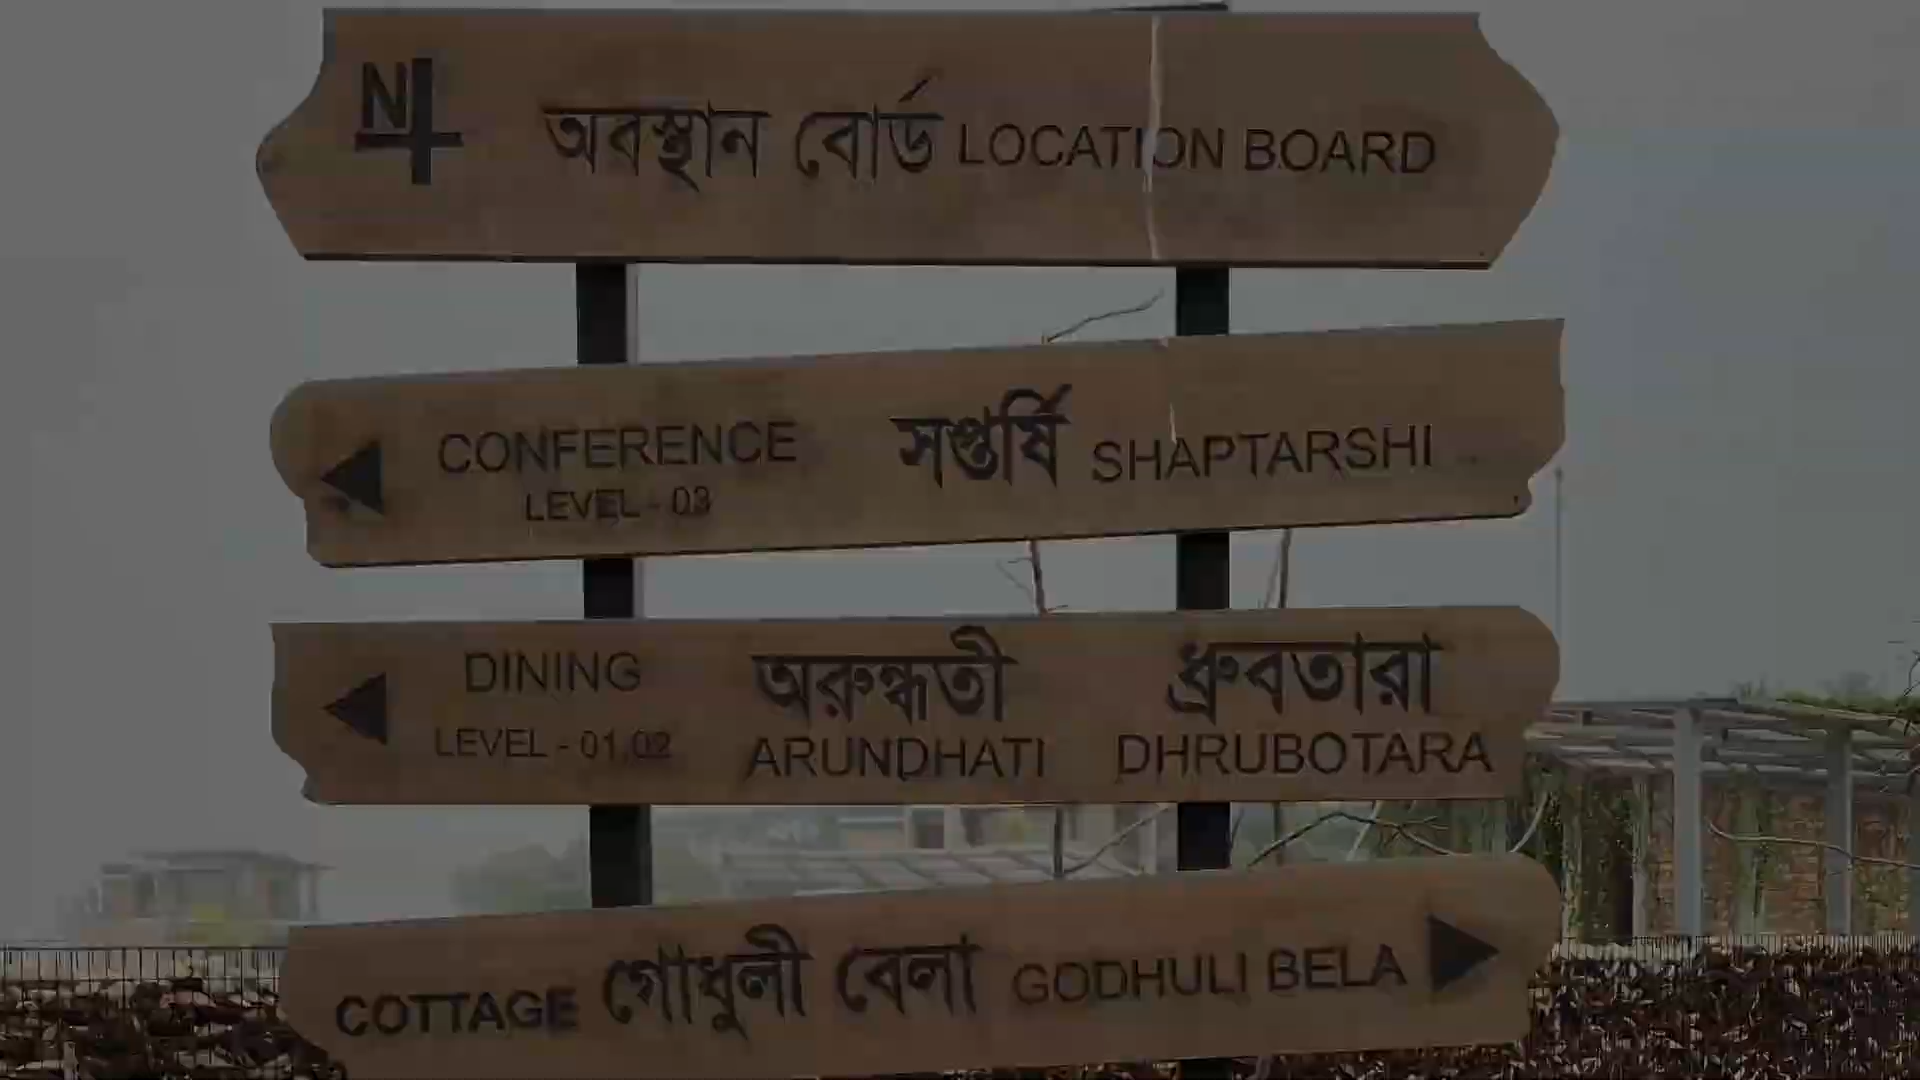 N
অবস্থান বোর্ড LOCATION BOARD
CONFERENCE সপ্তর্ষি SHAPTARSHI
LEVEL - 03
DINING অরুন্ধতী ধ্রুবতারা
LEVEL - 01,02 ARUNDHATI DHRUBOTARA
COTTAGE গোধুলী বেলা GODHULI BELA